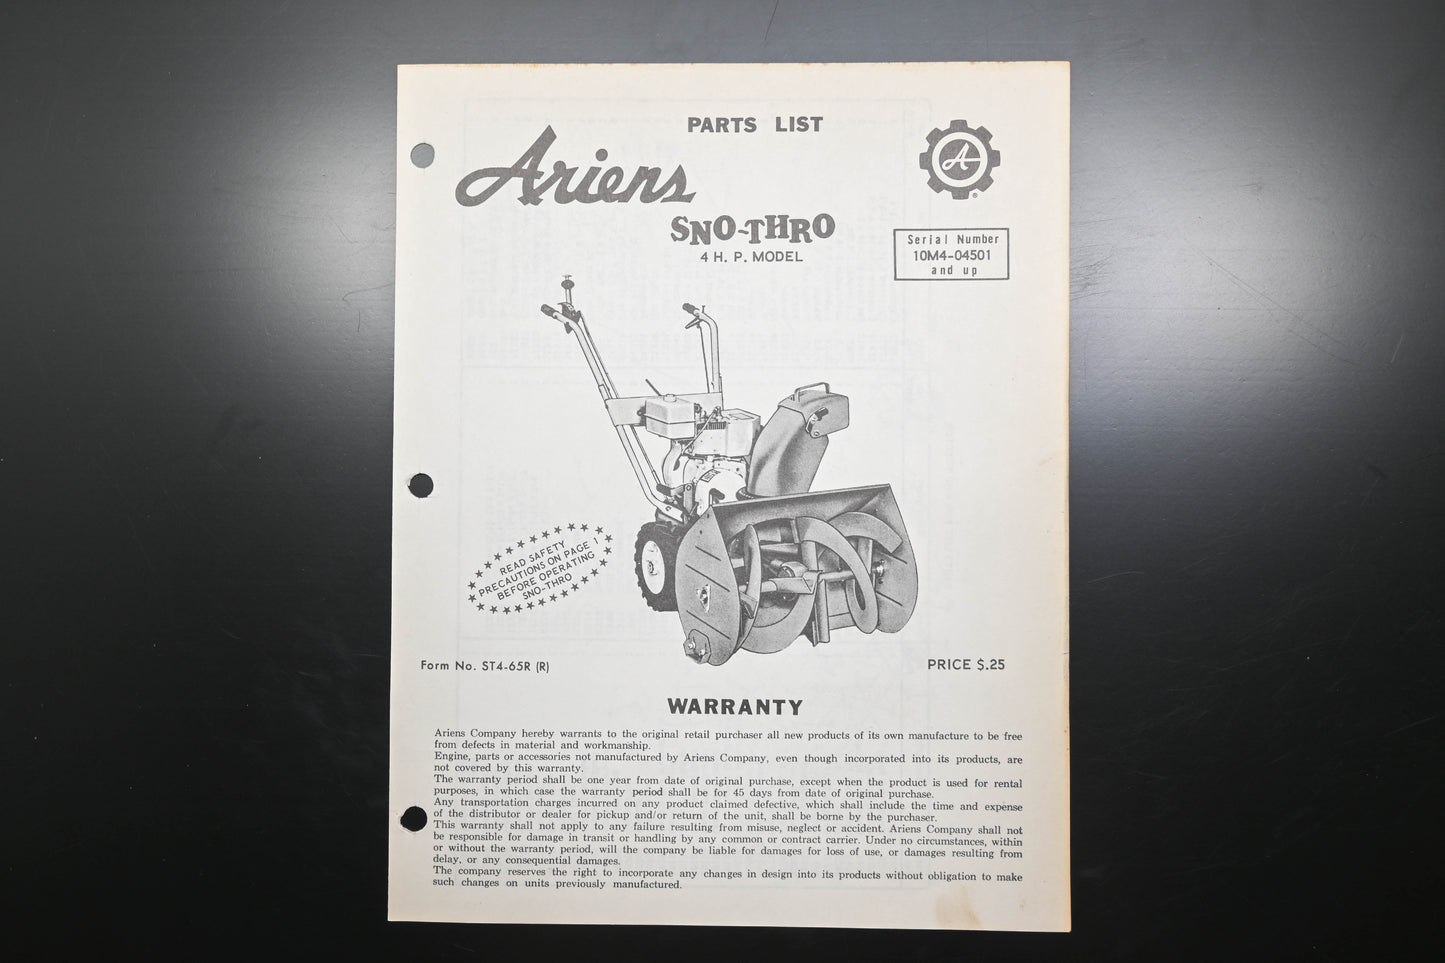 PARTS LIST
Ariens
A
®
SNO-THRO
4 H. P. MODEL
Serial Number
10M4-04501
and up
READ SAFETY
PRECAUTIONS ON PAGE 1
BEFORE OPERATING
SNO-THRO
Form No. ST4-65R (R)
PRICE $.25
WARRANTY
Ariens Company hereby warrants to the original retail purchaser all new products of its own manufacture to be free
from defects in material and workmanship.
Engine, parts or accessories not manufactured by Ariens Company, even though incorporated into its products, are
not covered by this warranty.
The warranty period shall be one year from date of original purchase, except when the product is used for rental
purposes, in which case the warranty period shall be for 45 days from date of original purchase.
Any transportation charges incurred on any product claimed defective, which shall include the time and expense
of the distributor or dealer for pickup and/or return of the unit, shall be borne by the purchaser.
This warranty shall not apply to any failure resulting from misuse, neglect or accident. Ariens Company shall not
be responsible for damage in transit or handling by any common or contract carrier. Under no circumstances, within
or without the warranty period, will the company be liable for damages for loss of use, or damages resulting from
delay, or any consequential damages.
The company reserves the right to incorporate any changes in design into its products without obligation to make
such changes on units previously manufactured.